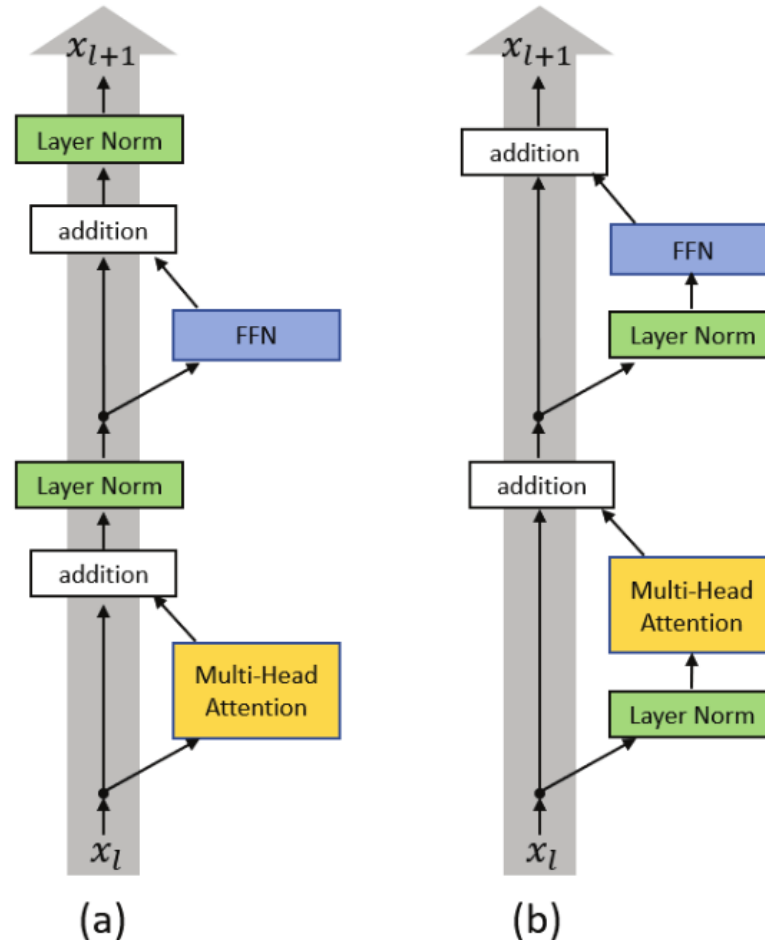 x_{l+1}
Layer Norm
addition
FFN
Layer Norm
addition
Multi-Head
Attention
x_l
(a)
x_{l+1}
addition
FFN
Layer Norm
addition
Multi-Head
Attention
Layer Norm
x_l
(b)